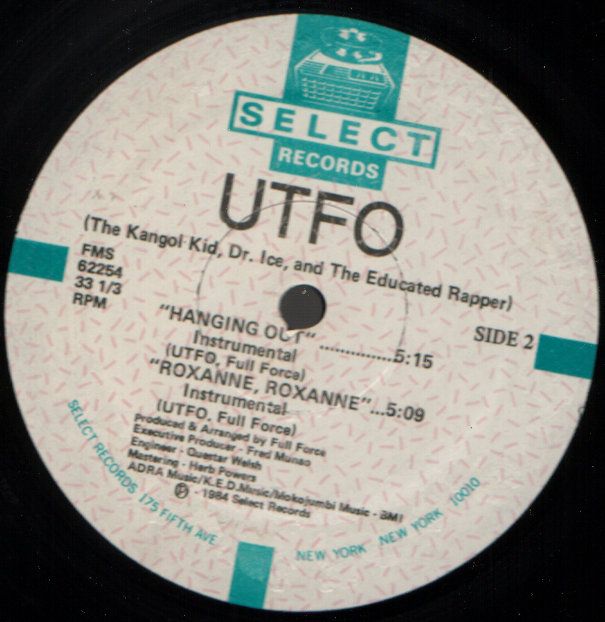 SELECT
RECORDS
UTFO
(The Kangol Kid, Dr. Ice, and The Educated Rapper)
FMS
62254
33 1/3
RPM
SIDE 2
"HANGING OUT"...............5:15
Instrumental
(UTFO, Full Force)
"ROXANNE, ROXANNE"...5:09
Instrumental
(UTFO, Full Force)
Produced & Arranged by Full Force
Executive Producer - Fred Munao
Engineer - Quantar Welsh
Mastering - Herb Powers
ADRA Music/K.E.D. Music/Mokojumbi Music - BMI
℗ - 1984 Select Records
SELECT RECORDS 175 FIFTH AVE. NEW YORK NEW YORK 10010